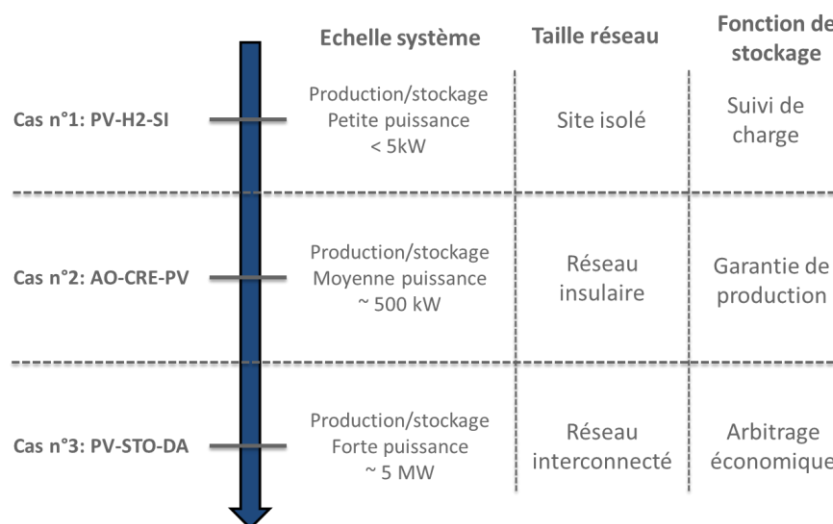 Echelle système
Taille réseau
Fonction de
stockage
Cas n°1: PV-H2-SI
Production/stockage
Petite puissance
< 5kW
Site isolé
Suivi de
charge
Cas n°2: AO-CRE-PV
Production/stockage
Moyenne puissance
~ 500 kW
Réseau
insulaire
Garantie de
production
Cas n°3: PV-STO-DA
Production/stockage
Forte puissance
~ 5 MW
Réseau
interconnecté
Arbitrage
économique